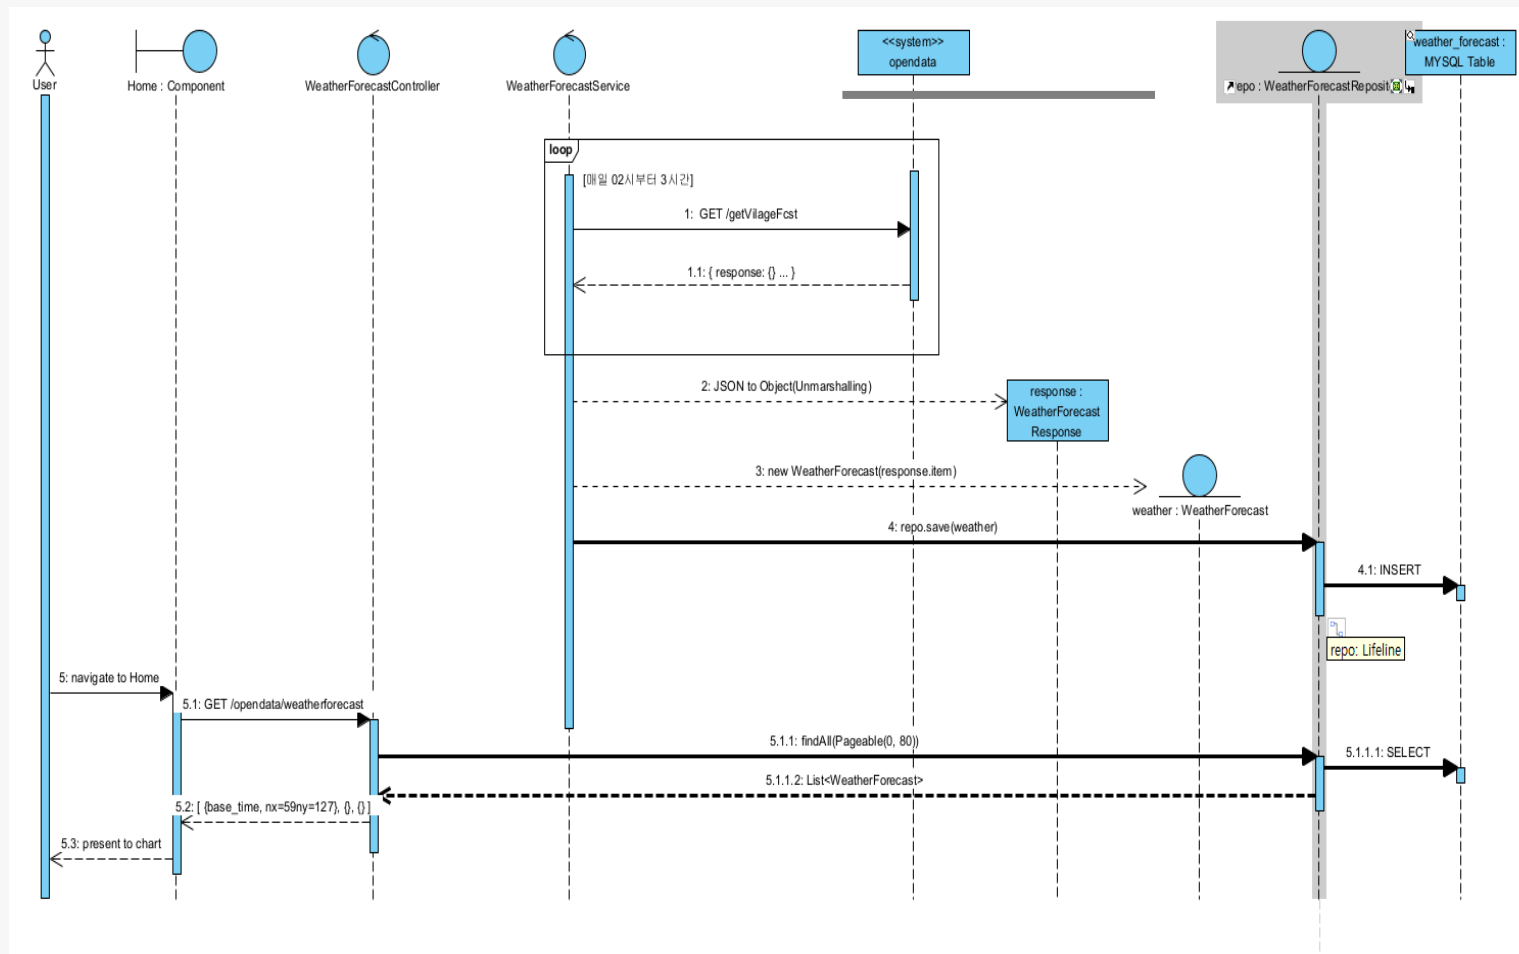 <<system>>
opendata
weather_forecast :
MYSQL Table
User
Home : Component
WeatherForecastController
WeatherForecastService
repo : WeatherForecastReposit
loop
[매일 02시부터 3시간]
1: GET /getVilageFcst
1.1: { response: {} ... }
2: JSON to Object(Unmarshalling)
response :
WeatherForecast
Response
3: new WeatherForecast(response.item)
weather : WeatherForecast
4: repo.save(weather)
4.1: INSERT
repo: Lifeline
5: navigate to Home
5.1: GET /opendata/weatherforecast
5.1.1: findAll(Pageable(0, 80))
5.1.1.1: SELECT
5.1.1.2: List<WeatherForecast>
5.2: [ {base_time, nx=59ny=127}, {}, {} ]
5.3: present to chart